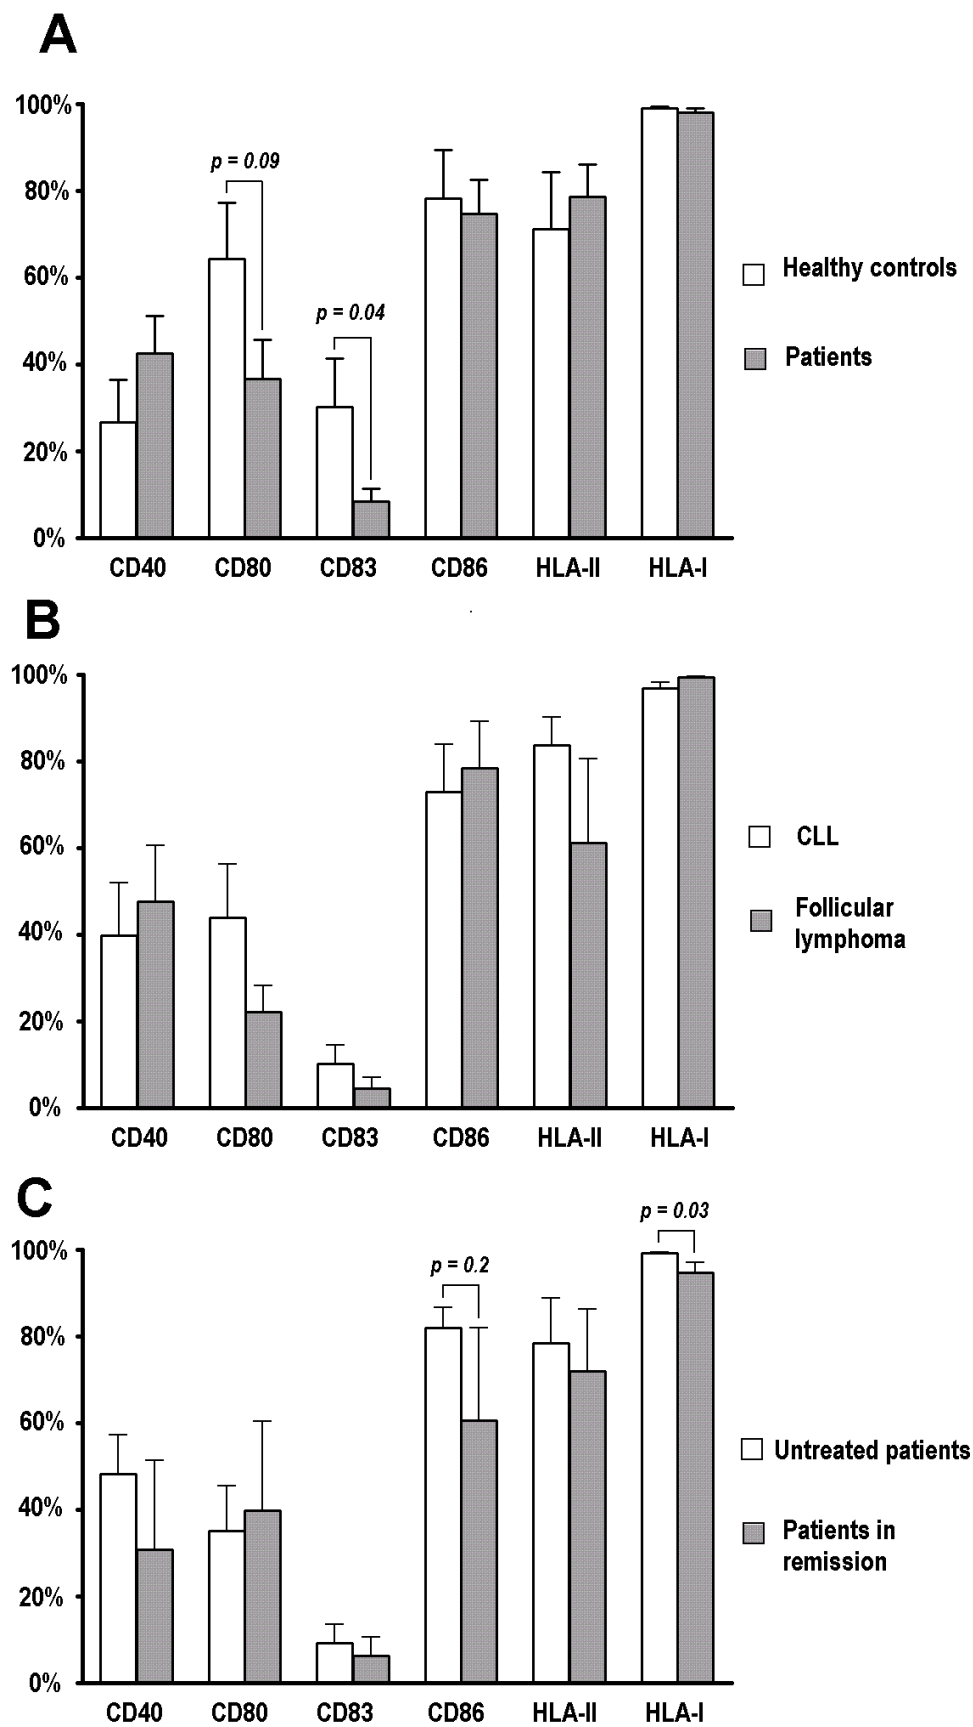 A
100%
p = 0.09
80%
Healthy controls
60%
p = 0.04
Patients
40%
20%
0%
CD40 CD80 CD83 CD86 HLA-II HLA-I
B
100%
80%
CLL
60%
Follicular
lymphoma
40%
20%
0%
CD40 CD80 CD83 CD86 HLA-II HLA-I
C
p = 0.03
100%
p = 0.2
80%
60%
Untreated patients
40%
Patients in
remission
20%
0%
CD40 CD80 CD83 CD86 HLA-II HLA-I